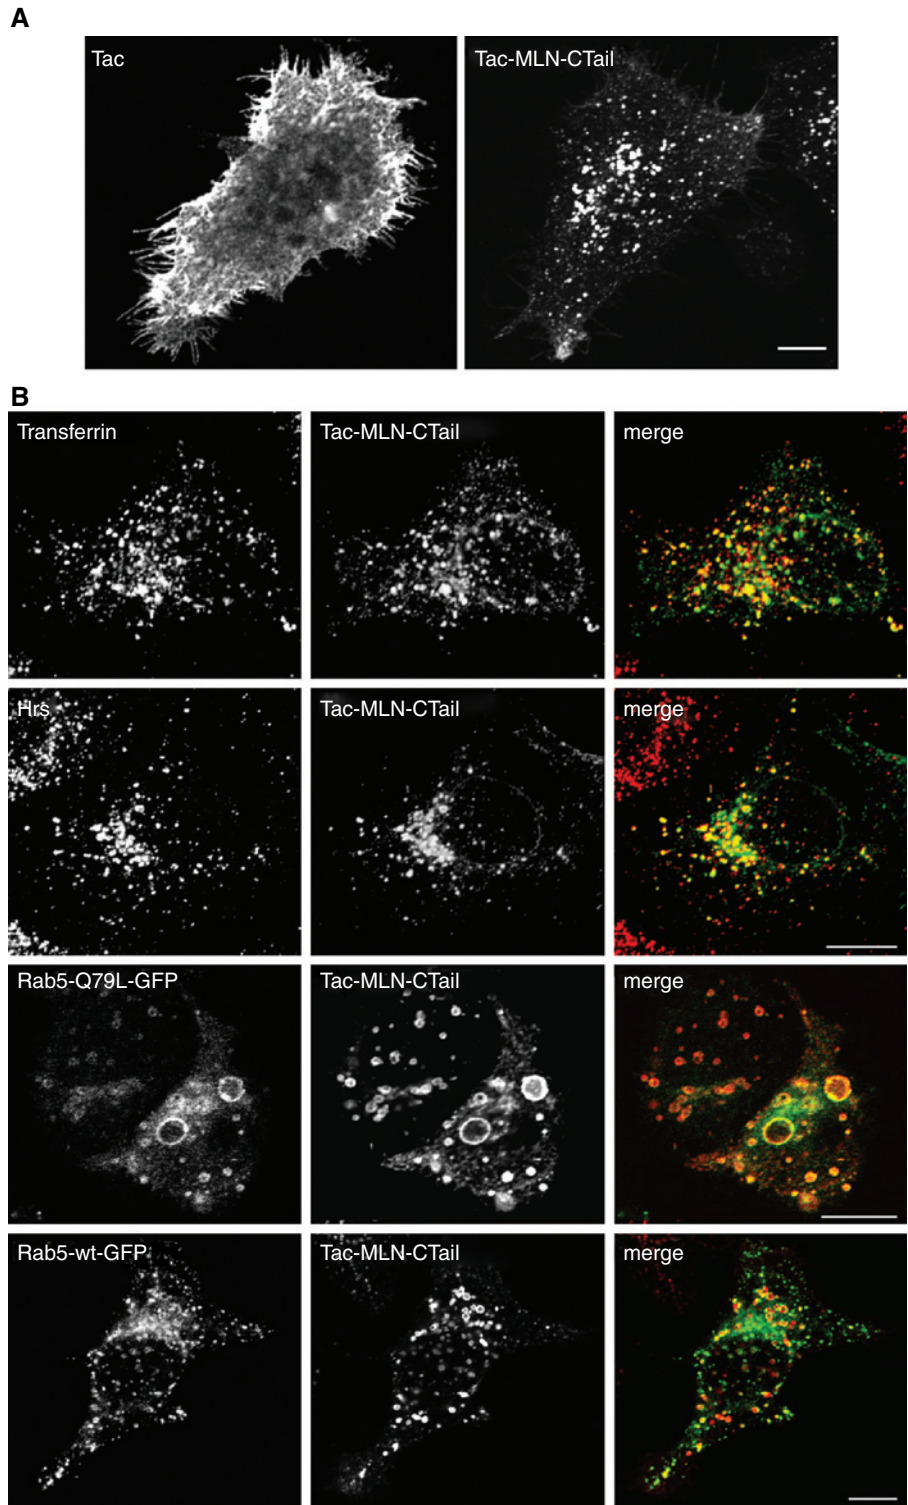 A
Tac
Tac-MLN-CTail
B
Transferrin
Tac-MLN-CTail
merge
Hrs
Tac-MLN-CTail
merge
Rab5-Q79L-GFP
Tac-MLN-CTail
merge
Rab5-wt-GFP
Tac-MLN-CTail
merge